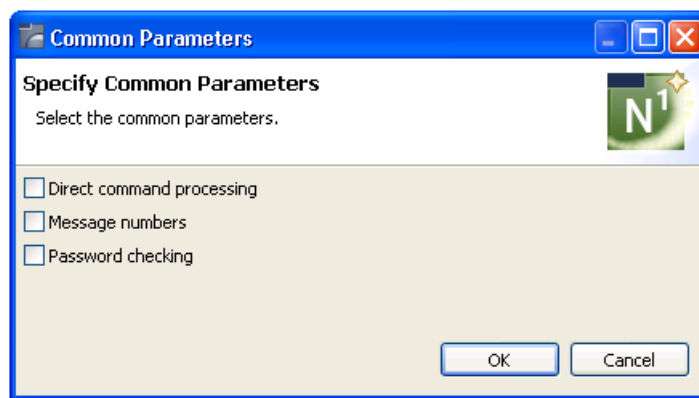 Common Parameters
Specify Common Parameters
Select the common parameters.
N1
Direct command processing
Message numbers
Password checking
OK Cancel